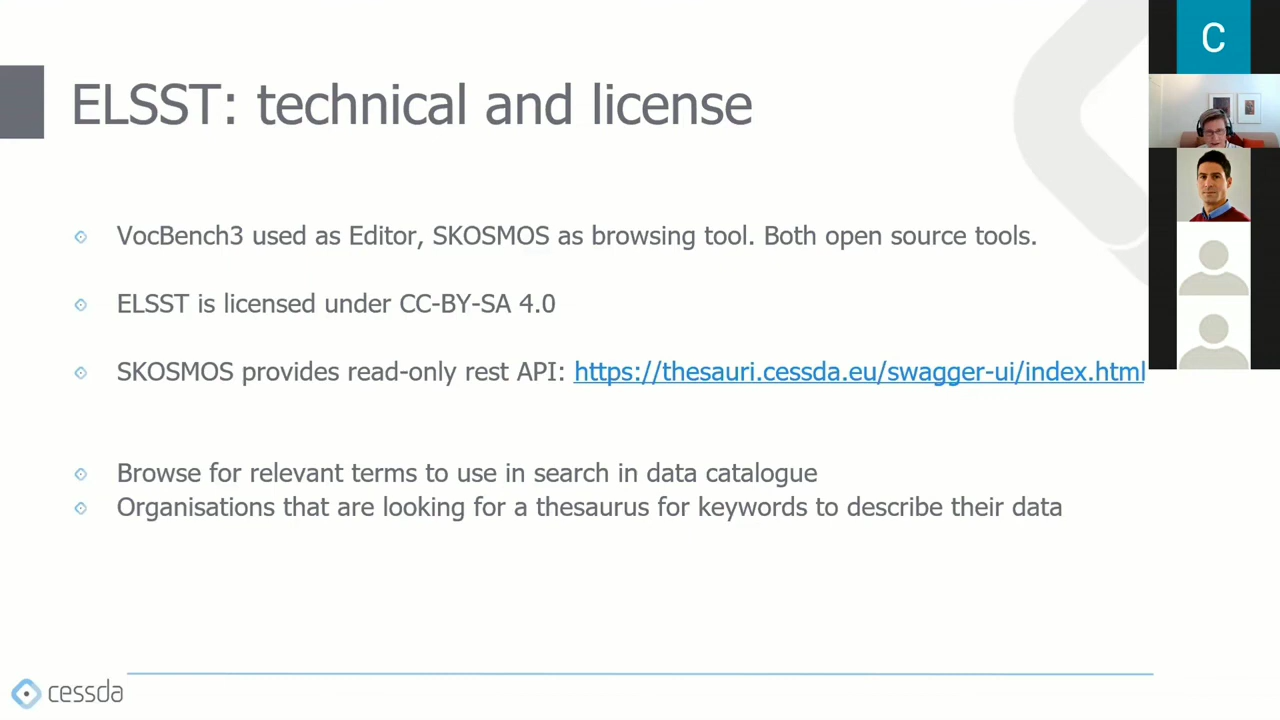 ELSST: technical and license
C
VocBench3 used as Editor, SKOSMOS as browsing tool. Both open source tools.
ELSST is licensed under CC-BY-SA 4.0
SKOSMOS provides read-only rest API: https://thesauri.cessda.eu/swagger-ui/index.html
Browse for relevant terms to use in search in data catalogue
Organisations that are looking for a thesaurus for keywords to describe their data
cessda